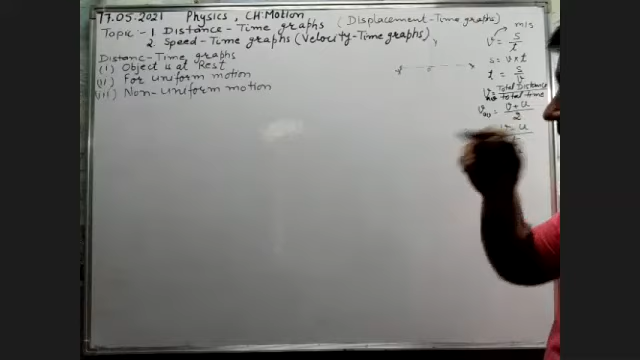 17.05.2021 Physics, CH: Motion
Topic - 1. Distance - Time graphs (Displacement - Time graphs)
2. Speed - Time graphs (Velocity - Time graphs)
Distance - Time graphs
(i) Object is at Rest
(ii) For uniform motion
(iii) Non-uniform motion
m/s
v = s/t
s = v × t
t = s/v
Vav = Total Distance / Total time
Vav = v + u / 2